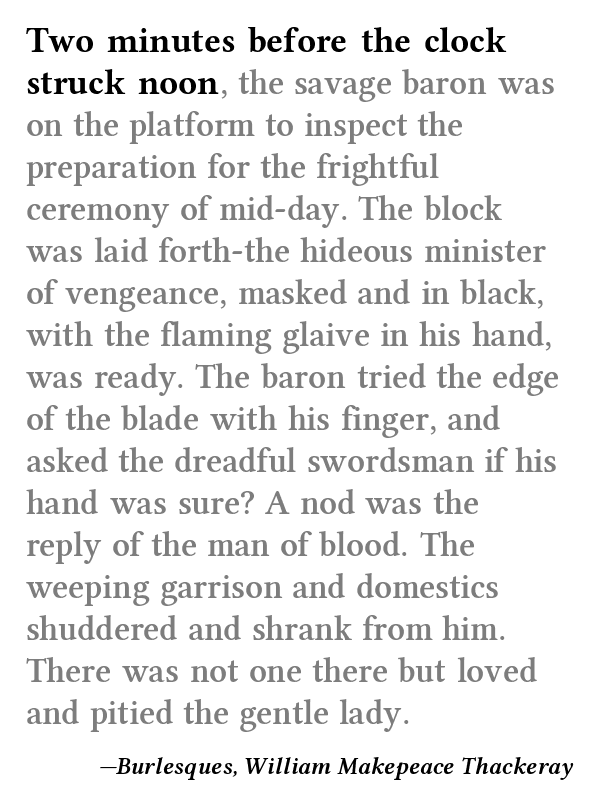 Two minutes before the clock
struck noon, the savage baron was
on the platform to inspect the
preparation for the frightful
ceremony of mid-day. The block
was laid forth-the hideous minister
of vengeance, masked and in black,
with the flaming glaive in his hand,
was ready. The baron tried the edge
of the blade with his finger, and
asked the dreadful swordsman if his
hand was sure? A nod was the
reply of the man of blood. The
weeping garrison and domestics
shuddered and shrank from him.
There was not one there but loved
and pitied the gentle lady.
—Burlesques, William Makepeace Thackeray